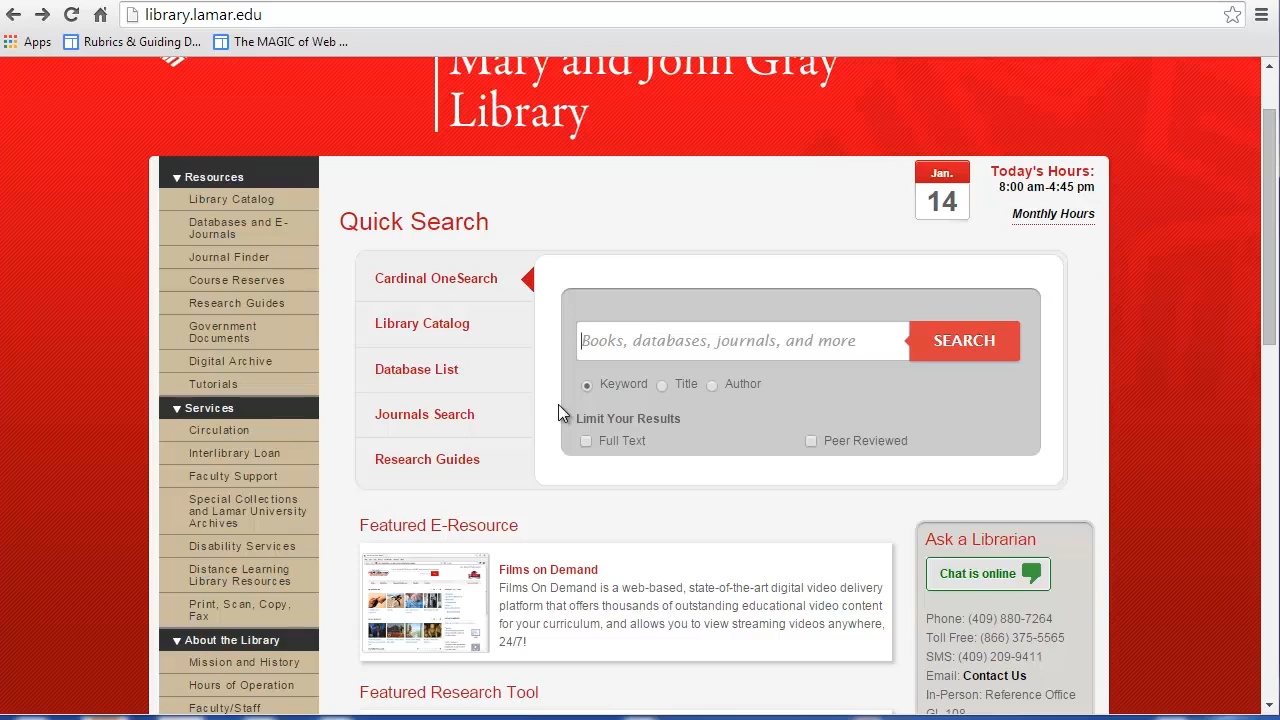 library.lamar.edu
Apps
Rubrics & Guiding D...
The MAGIC of Web ...
Mary and John Gray
Library
Resources
Library Catalog
Databases and E-
Journals
Journal Finder
Course Reserves
Research Guides
Government
Documents
Digital Archive
Tutorials
Services
Circulation
Interlibrary Loan
Faculty Support
Special Collections
and Lamar University
Archives
Disability Services
Distance Learning
Library Resources
Print, Scan, Copy,
Fax
About the Library
Mission and History
Hours of Operation
Faculty/Staff
Jan.
14
Today's Hours:
8:00 am-4:45 pm
Monthly Hours
Quick Search
Cardinal OneSearch
Library Catalog
Database List
Journals Search
Research Guides
Books, databases, journals, and more
SEARCH
Keyword
Title
Author
Limit Your Results
Full Text
Peer Reviewed
Featured E-Resource
Films on Demand
Films On Demand is a web-based, state-of-the-art digital video delivery
platform that offers thousands of outstanding educational video content
for your curriculum, and allows you to view streaming videos anywhere,
24/7!
Featured Research Tool
Ask a Librarian
Chat is online
Phone: (409) 880-7264
Toll Free: (866) 375-5565
SMS: (409) 209-9411
Email: Contact Us
In-Person: Reference Office
GL 108